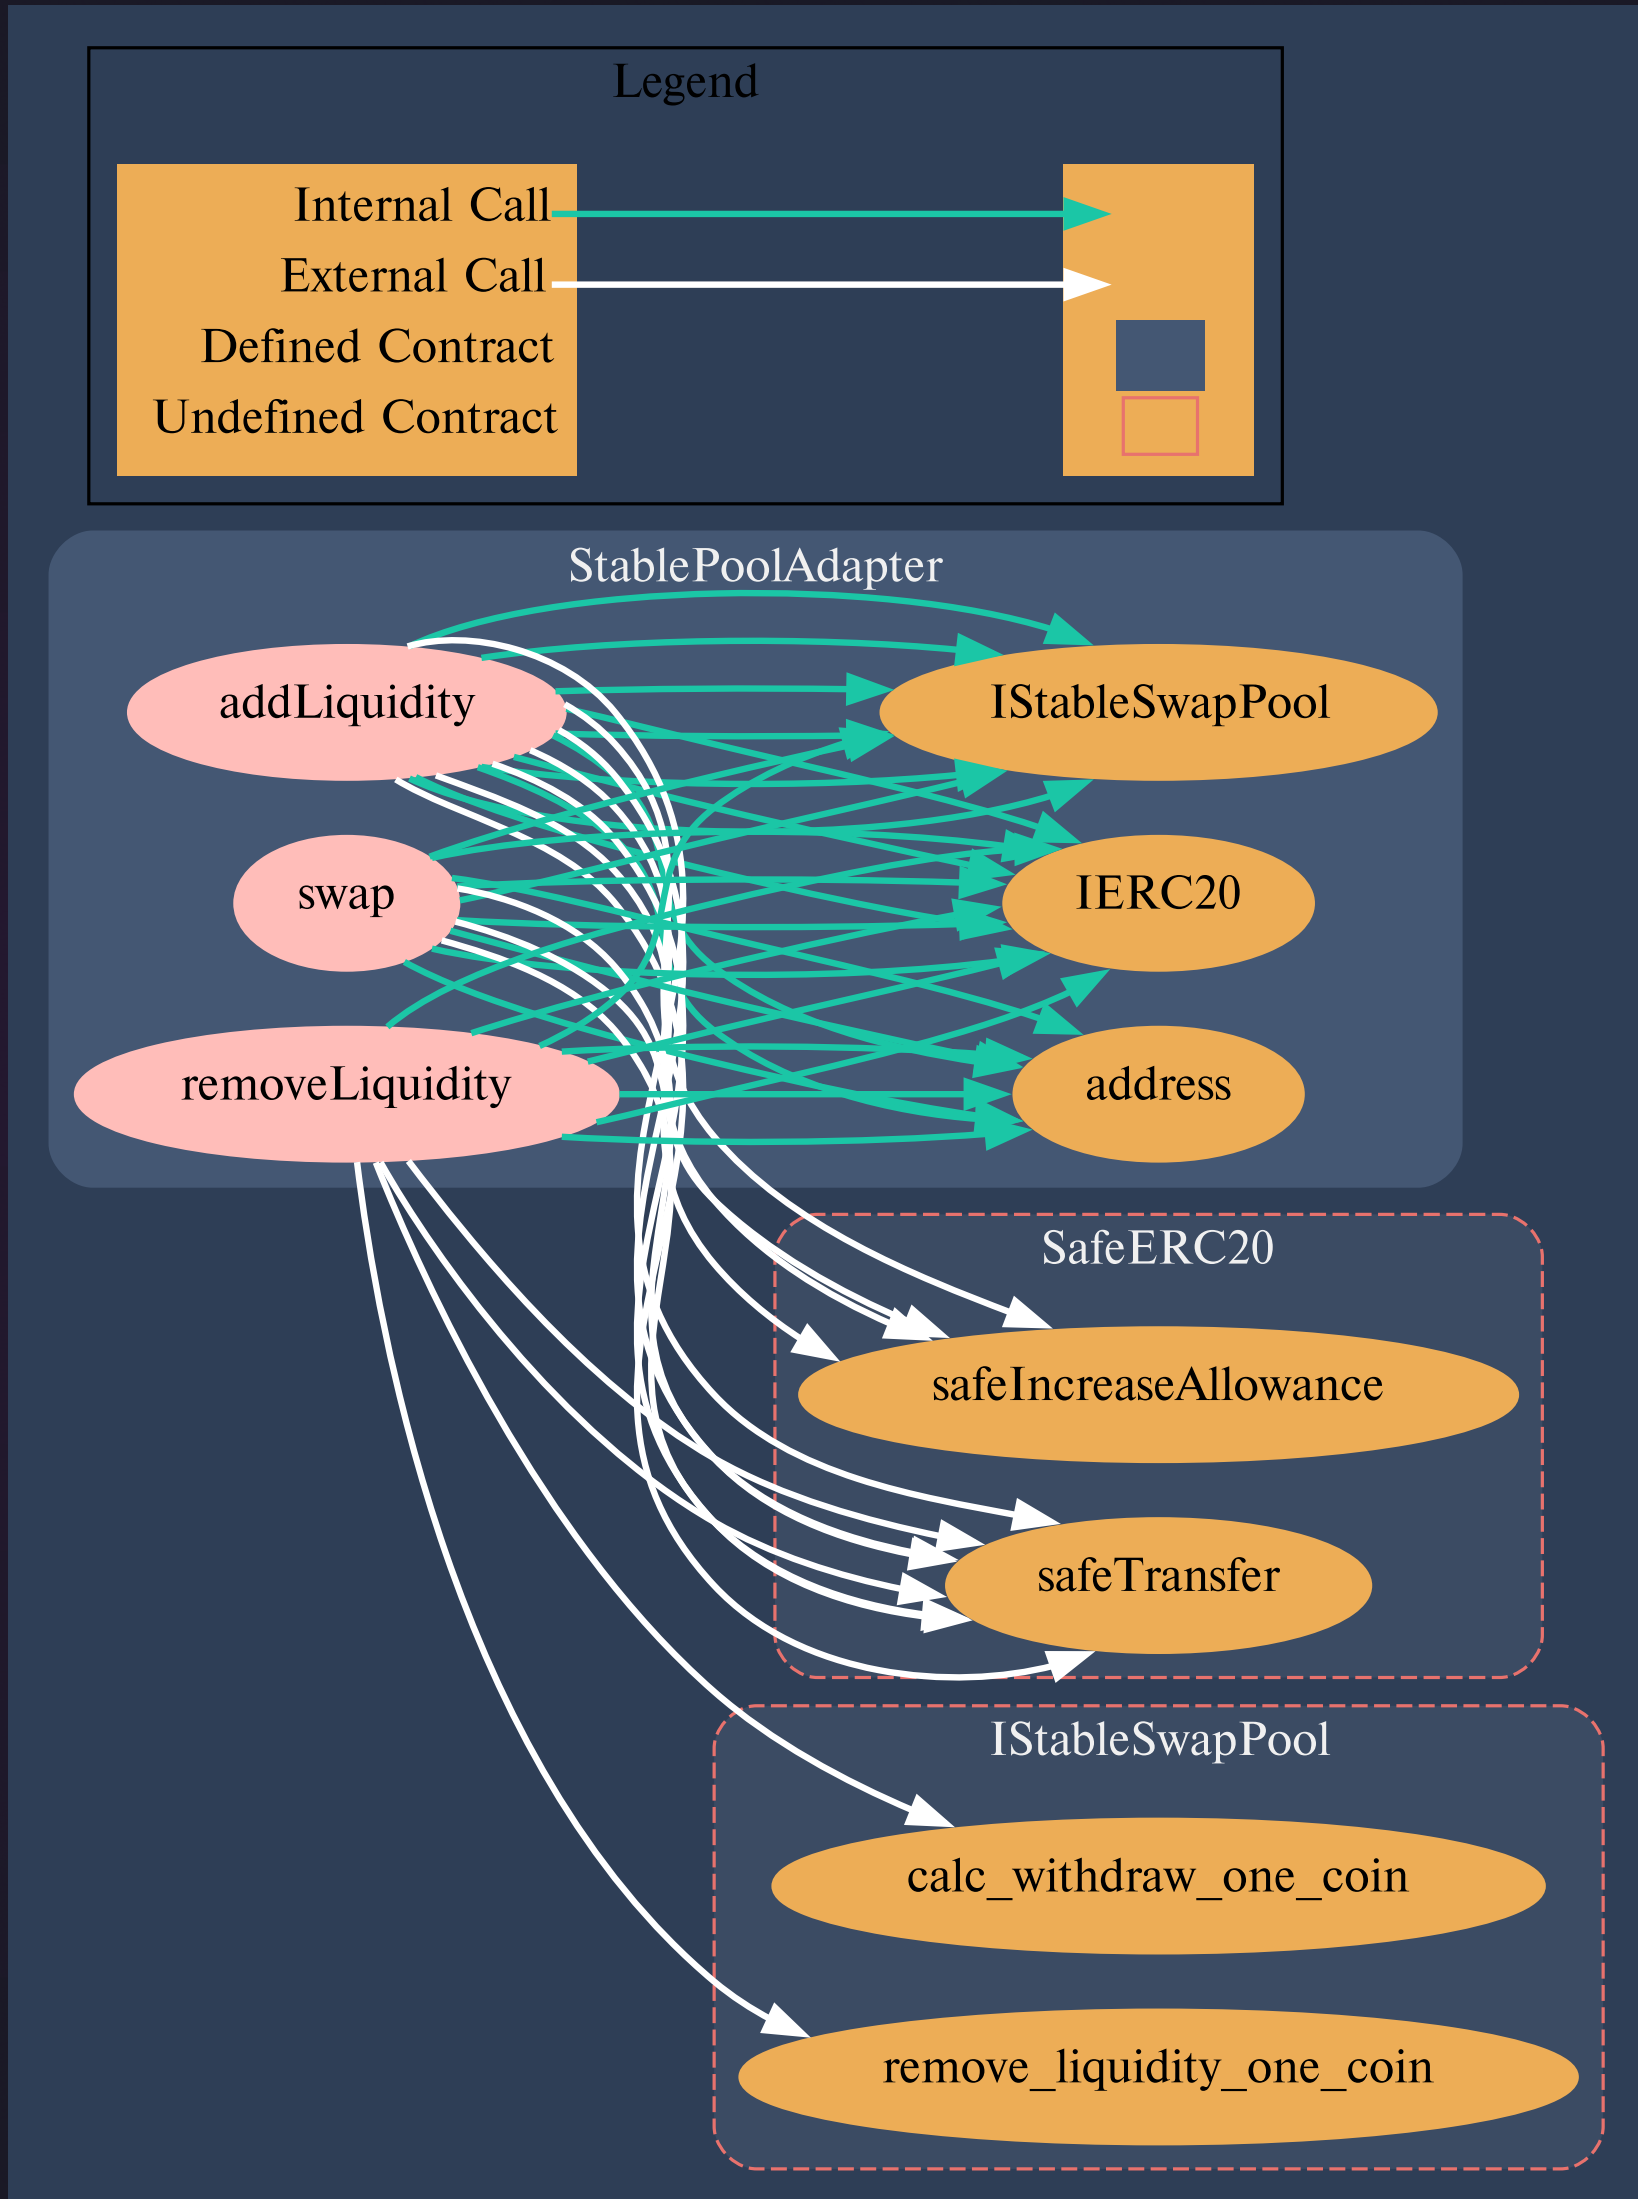 Legend
Internal Call
External Call
Defined Contract
Undefined Contract
StablePoolAdapter
addLiquidity
IStableSwapPool
swap
IERC20
removeLiquidity
address
SafeERC20
safeIncreaseAllowance
safeTransfer
IStableSwapPool
calc_withdraw_one_coin
remove_liquidity_one_coin